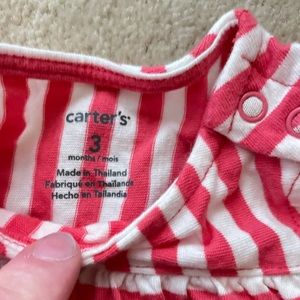 carter's
3
months / mois
Made in Thailand
Fabriqué en Thaïlande
Hecho en Tailandia